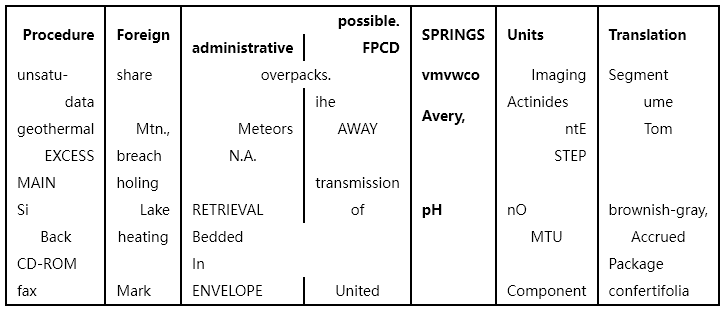 possible.
Procedure Foreign administrative FPCD SPRINGS Units Translation
unsatu- share overpacks. vmvwco Imaging Segment
data ihe Avery, Actinides ume
geothermal Mtn., Meteors AWAY ntE Tom
EXCESS breach N.A. STEP
MAIN holing transmission
Si Lake RETRIEVAL of pH nO brownish-gray,
Back heating Bedded MTU Accrued
CD-ROM In Package
fax Mark ENVELOPE United Component confertifolia